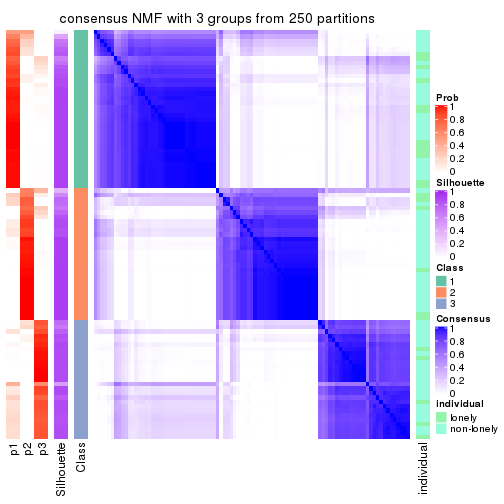 consensus NMF with 3 groups from 250 partitions
Prob
1
0.8
0.6
0.4
0.2
0
Silhouette
1
0.8
0.6
0.4
0.2
0
Class
1
2
3
Consensus
1
0.8
0.6
0.4
0.2
0
individual
lonely
non-lonely
p1
p2
p3
Silhouette
Class
individual